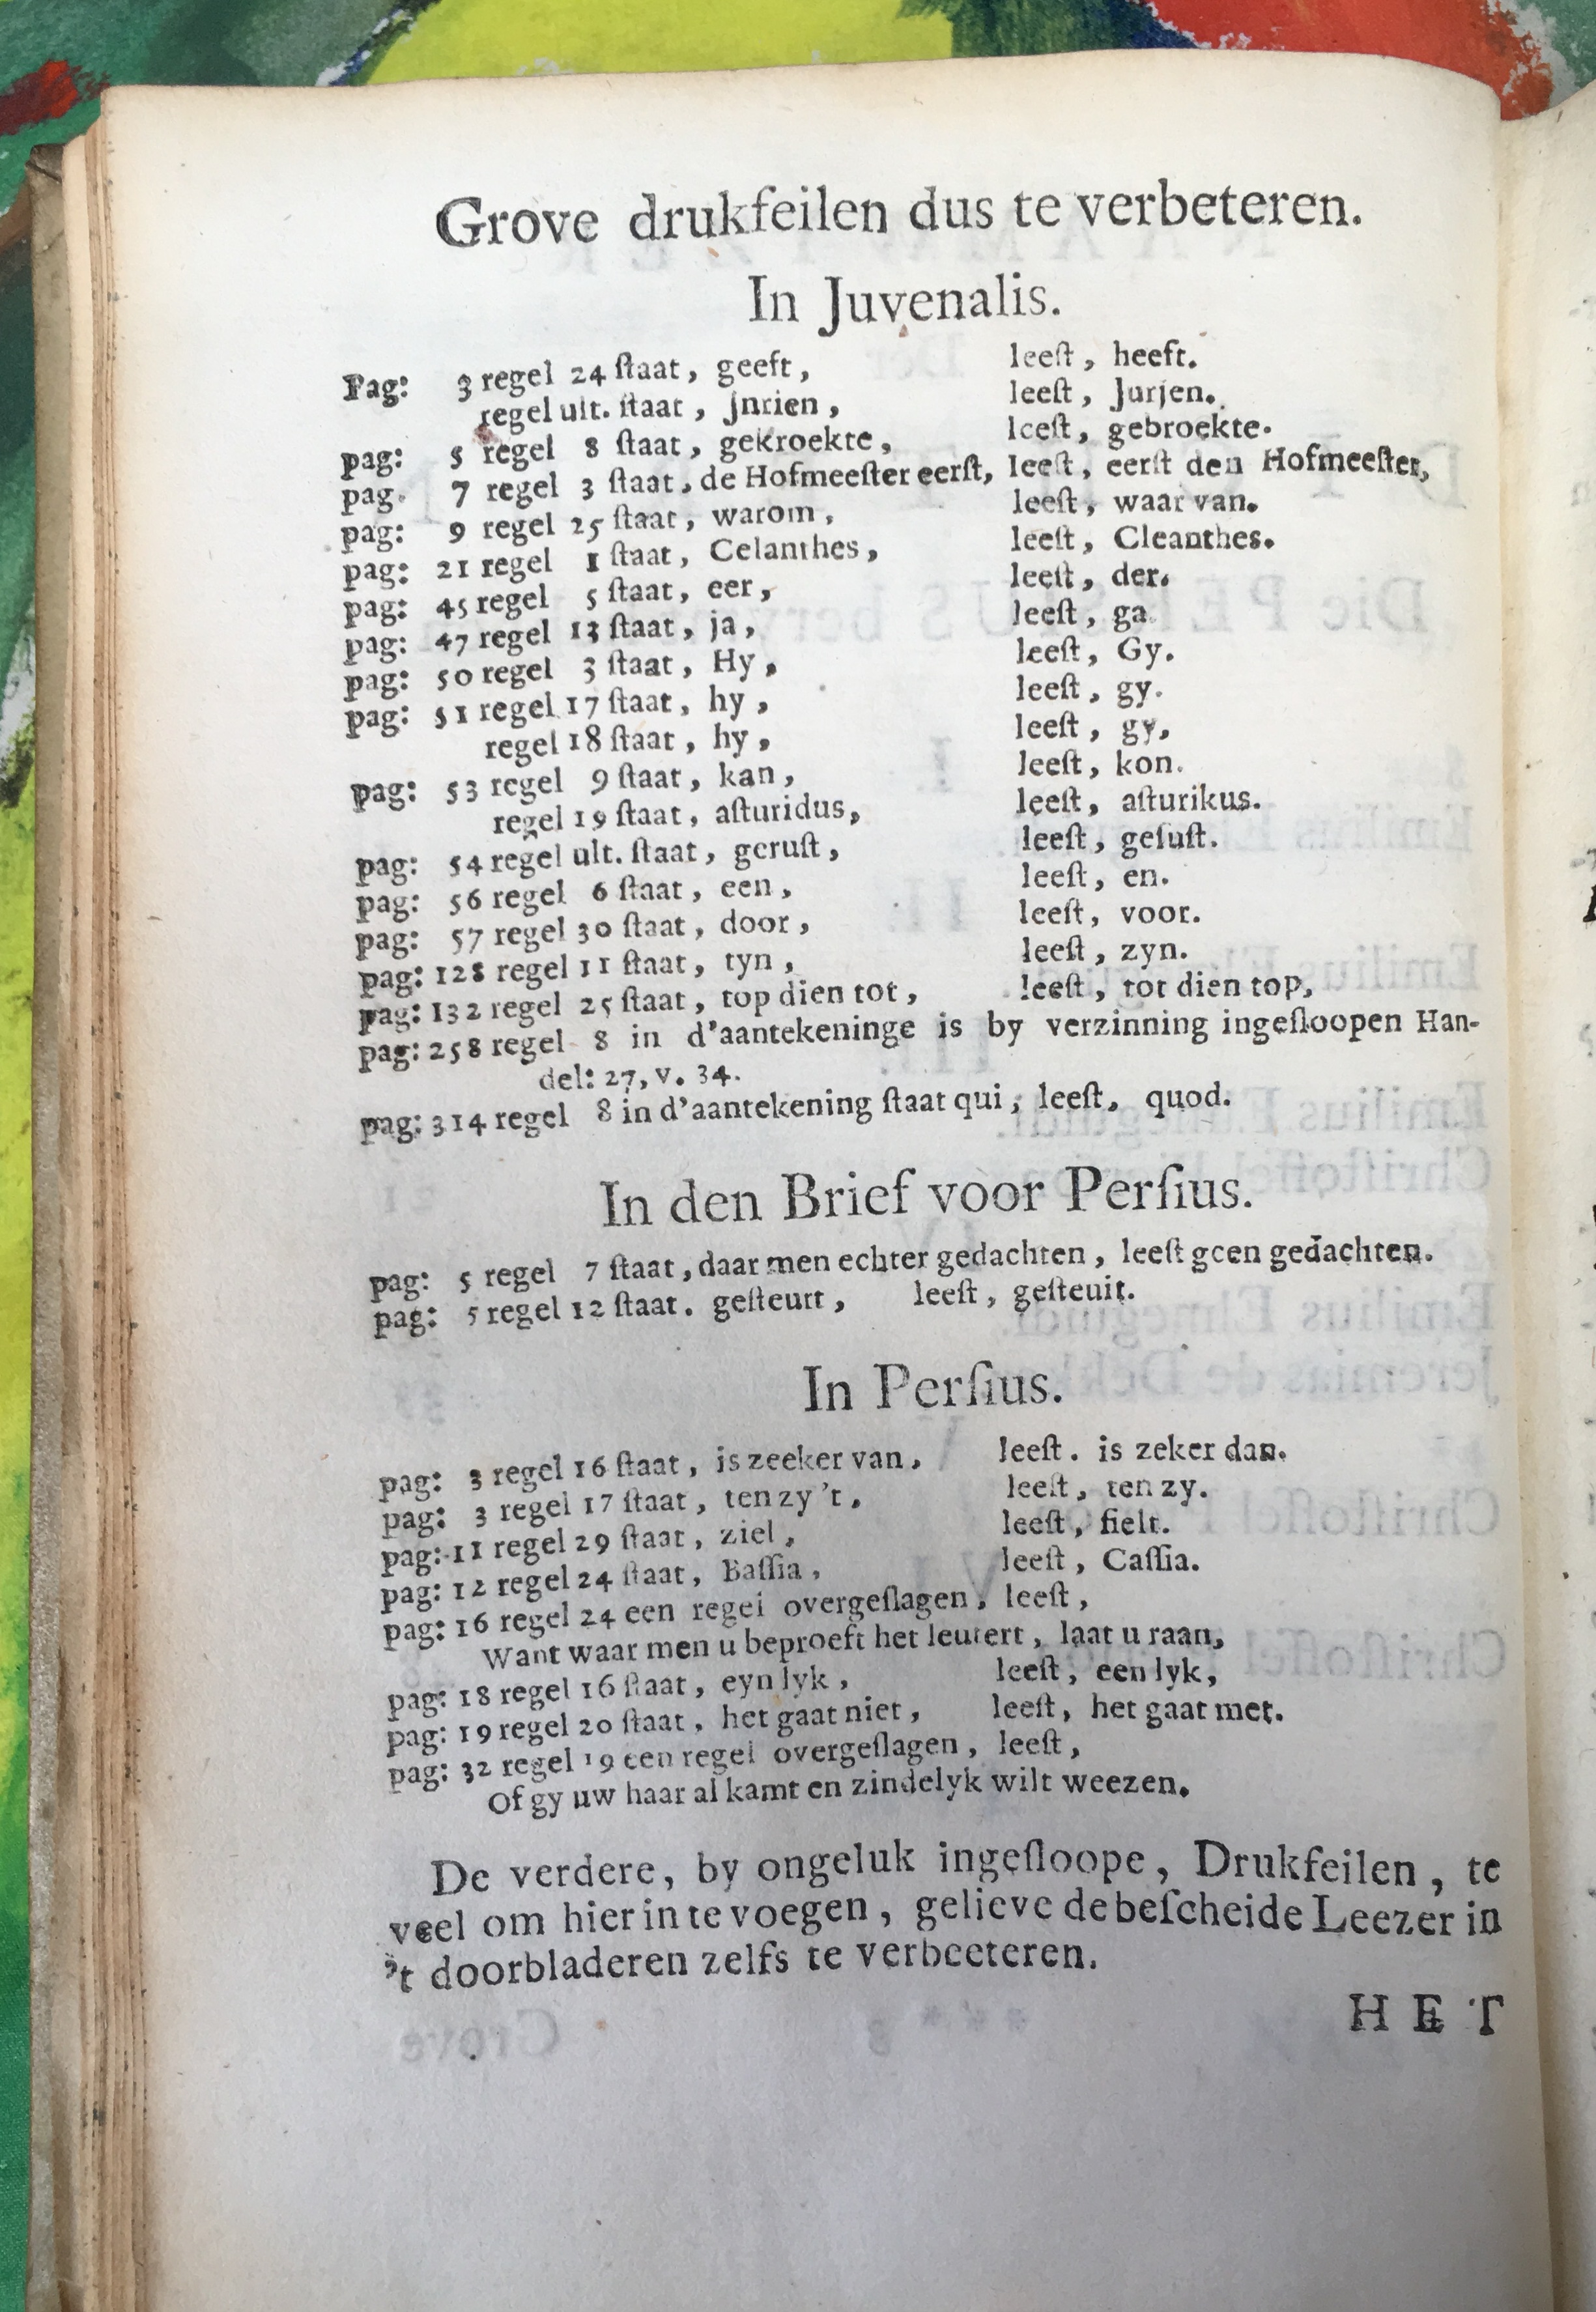 Grove drukfeilen dus te verbeteren.
In Juvenalis.
Pag: 3 regel 24 ſtaat, geeft, leeſt, heeft.
regel ult. ſtaat, Jnrien, leeſt, Jurjen.
pag: 5 regel 8 ſtaat, gekroekte, leeſt, gebroekte.
pag. 7 regel 3 ſtaat, de Hofmeeſter eerſt, leeſt, eerſt den Hofmeeſter,
pag: 9 regel 25 ſtaat, warom, leeſt, waar van.
pag: 21 regel 1 ſtaat, Celanthes, leeſt, Cleanthes.
pag: 45 regel 5 ſtaat, eer, leeſt, der.
pag: 47 regel 13 ſtaat, ja, leeſt, ga.
pag: 50 regel 3 ſtaat, Hy, leeſt, Gy.
pag: 51 regel 17 ſtaat, hy, leeſt, gy.
regel 18 ſtaat, hy, leeſt, gy,
pag: 53 regel 9 ſtaat, kan, leeſt, kon.
regel 19 ſtaat, aſturidus, leeſt, aſturikus.
pag: 54 regel ult. ſtaat, geruſt, leeſt, geſuſt.
pag: 56 regel 6 ſtaat, een, leeſt, en.
pag: 57 regel 30 ſtaat, door, leeſt, voor.
pag: 128 regel 11 ſtaat, tyn, leeſt, zyn.
pag: 132 regel 25 ſtaat, top dien tot, leeſt, tot dien top,
pag: 258 regel 8 in d'aantekeninge is by verzinning ingeſloopen Han-
del: 27, v. 34.
pag: 314 regel 8 in d'aantekening ſtaat qui, leeſt, quod.
In den Brief voor Perſius.
pag: 5 regel 7 ſtaat, daar men echter gedachten, leeſt geen gedachten.
pag: 5 regel 12 ſtaat. geſteurt, leeſt, geſteuit.
In Perſius.
pag: 3 regel 16 ſtaat, is zeeker van, leeſt. is zeker dan.
pag: 3 regel 17 ſtaat, ten zy 't, leeſt, ten zy.
pag: 11 regel 29 ſtaat, ziel, leeſt, fielt.
pag: 12 regel 24 ſtaat, Baſſia, leeſt, Caſſia.
pag: 16 regel 24 een regel overgeſlagen, leeſt,
Want waar men u beproeft het leutert, laat u raan,
pag: 18 regel 16 ſtaat, eyn lyk, leeſt, een lyk,
pag: 19 regel 20 ſtaat, het gaat niet, leeſt, het gaat met.
pag: 32 regel 19 een regel overgeſlagen, leeſt,
Of gy uw haar al kamt en zindelyk wilt weezen.
De verdere, by ongeluk ingeſloope, Drukfeilen, te
veel om hier in te voegen, gelieve de beſcheide Leezer in
't doorbladeren zelfs te verbeeteren.
HET